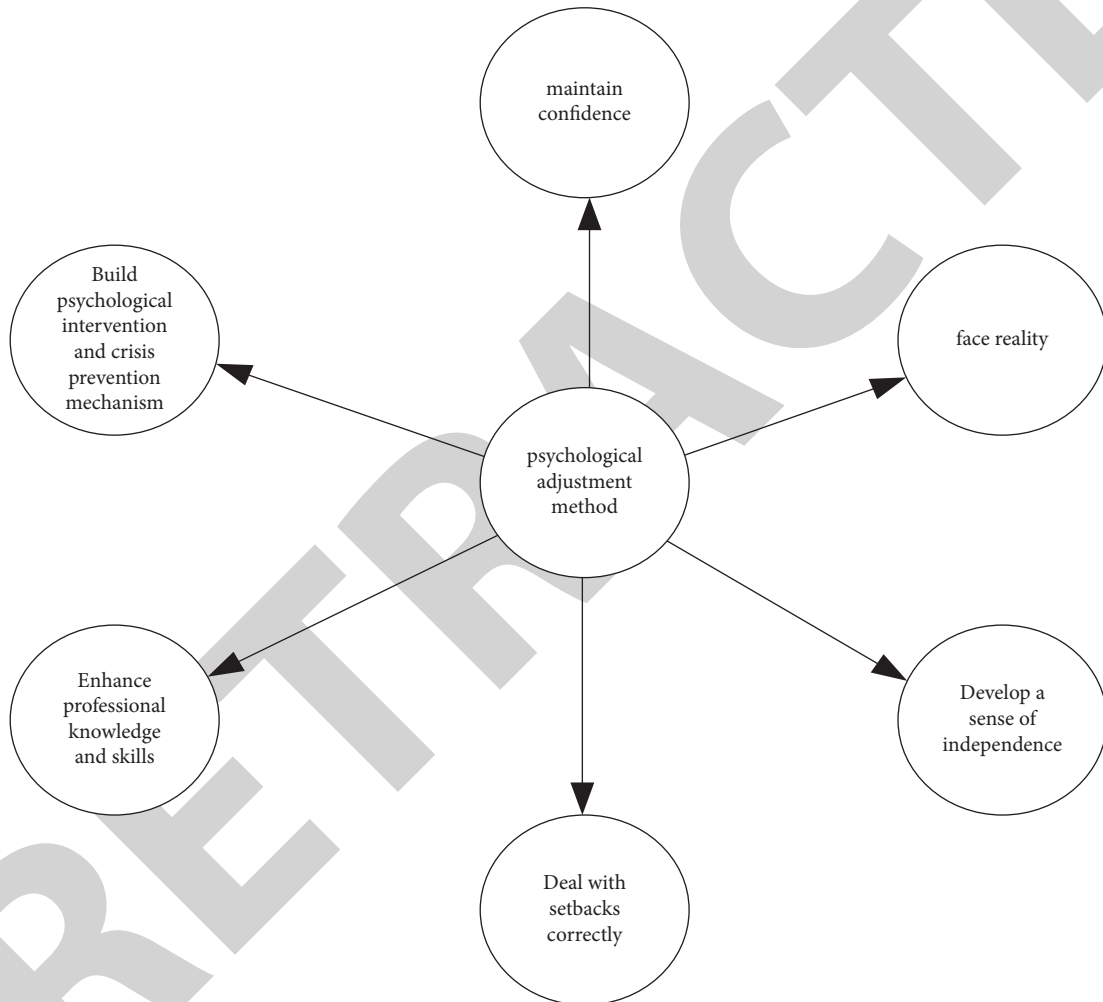 maintain
confidence
Build
psychological
intervention
and crisis
prevention
mechanism
face reality
psychological
adjustment
method
Enhance
professional
knowledge
and skills
Develop a
sense of
independence
Deal with
setbacks
correctly
RETRACTE